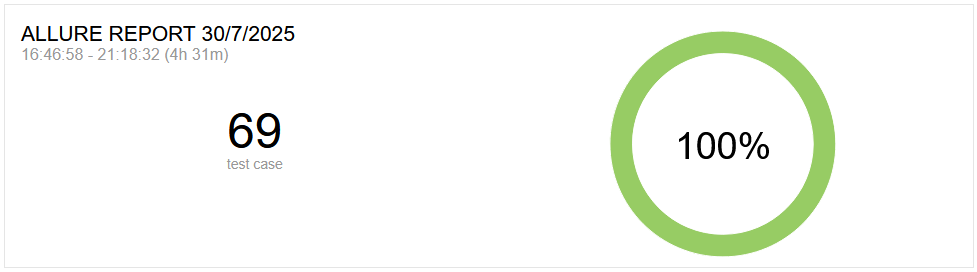 ALLURE REPORT 30/7/2025
16:46:58 - 21:18:32 (4h 31m)
69
test case
100%